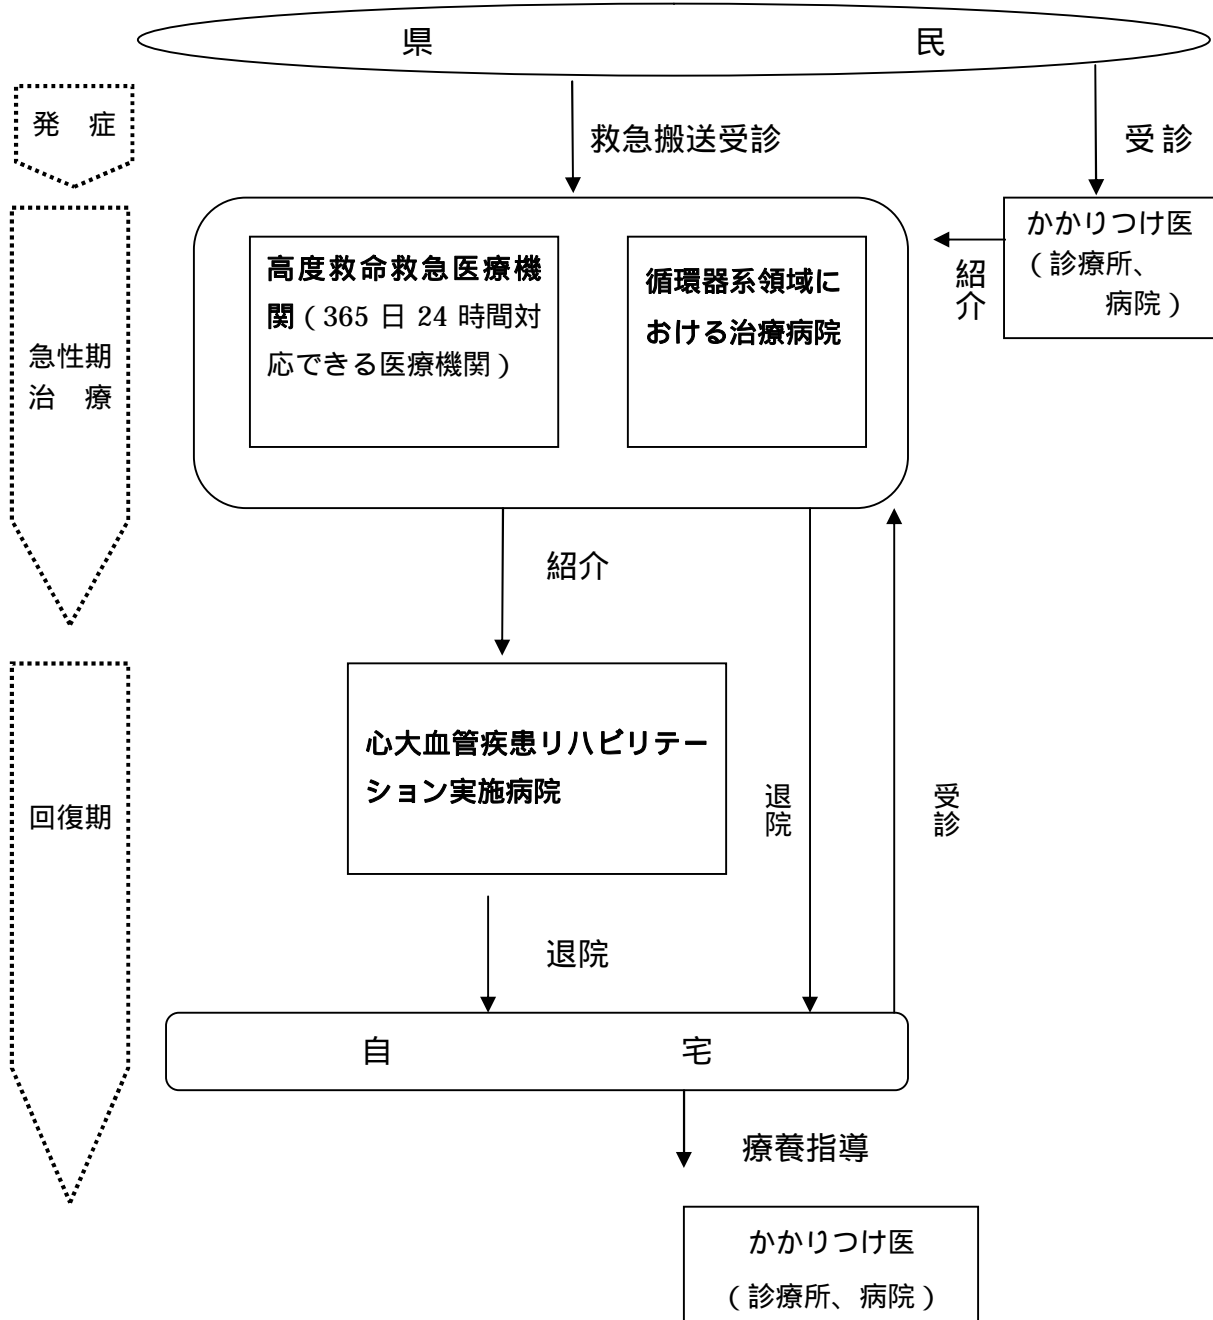 県 民
発 症
救急搬送受診
受 診
かかりつけ医
（診療所、
病院）
紹介
高度救命救急医療機
関（365 日 24 時間対
応できる医療機関）
循環器系領域に
おける治療病院
急性期
治 療
紹介
心大血管疾患リハビリテー
ション実施病院
回復期
退院
受診
退院
自 宅
療養指導
かかりつけ医
（診療所、病院）